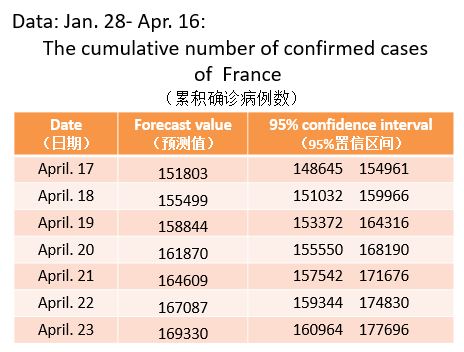 Data: Jan. 28- Apr. 16:
The cumulative number of confirmed cases
of France
（累积确诊病例数）
Date Forecast value 95% confidence interval
（日期） （预测值） （95%置信区间）
April. 17 151803 148645 154961
April. 18 155499 151032 159966
April. 19 158844 153372 164316
April. 20 161870 155550 168190
April. 21 164609 157542 171676
April. 22 167087 159344 174830
April. 23 169330 160964 177696